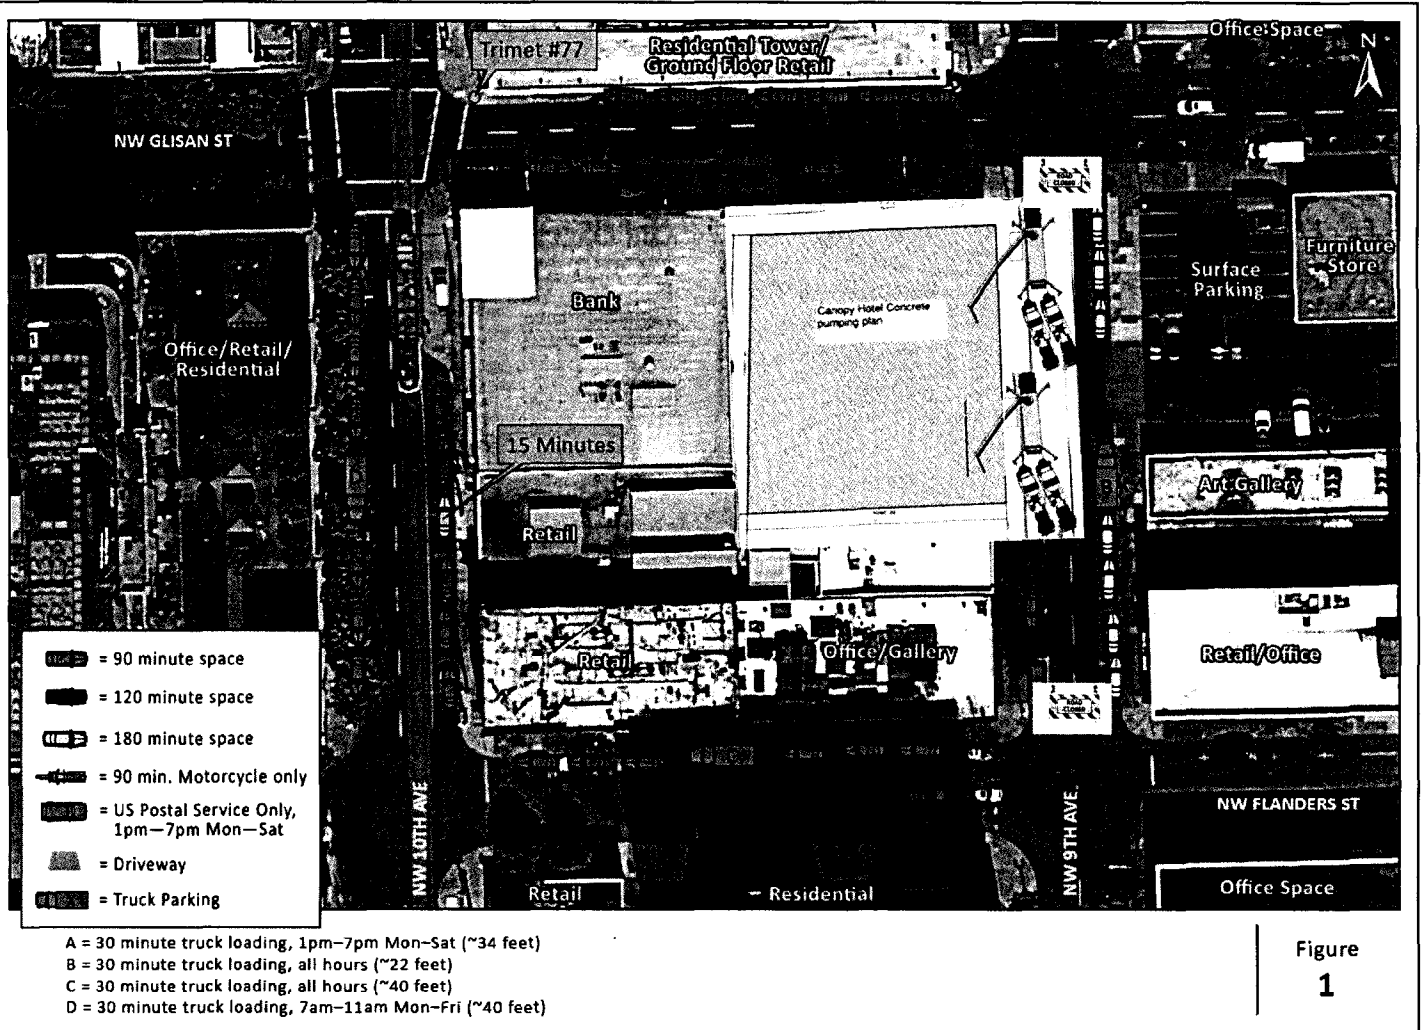 Office Space
Trimet #77
Residential Tower/
Ground Floor Retail
N
NW GLISAN ST
ROAD
CLOSED
Furniture
Store
Surface
Parking
Bank
Canopy Hotel Concrete
pumping plan
Office/Retail/
Residential
15 Minutes
Art Gallery
B
Retail
Retail
Office/Gallery
Retail/Office
ROAD
CLOSED
= 90 minute space
= 120 minute space
= 180 minute space
= 90 min. Motorcycle only
= US Postal Service Only,
1pm—7pm Mon—Sat
= Driveway
= Truck Parking
NW 10TH AVE
NW 9TH AVE.
NW FLANDERS ST
Retail
Residential
Office Space
A = 30 minute truck loading, 1pm–7pm Mon–Sat (~34 feet)
B = 30 minute truck loading, all hours (~22 feet)
C = 30 minute truck loading, all hours (~40 feet)
D = 30 minute truck loading, 7am–11am Mon–Fri (~40 feet)
Figure
1